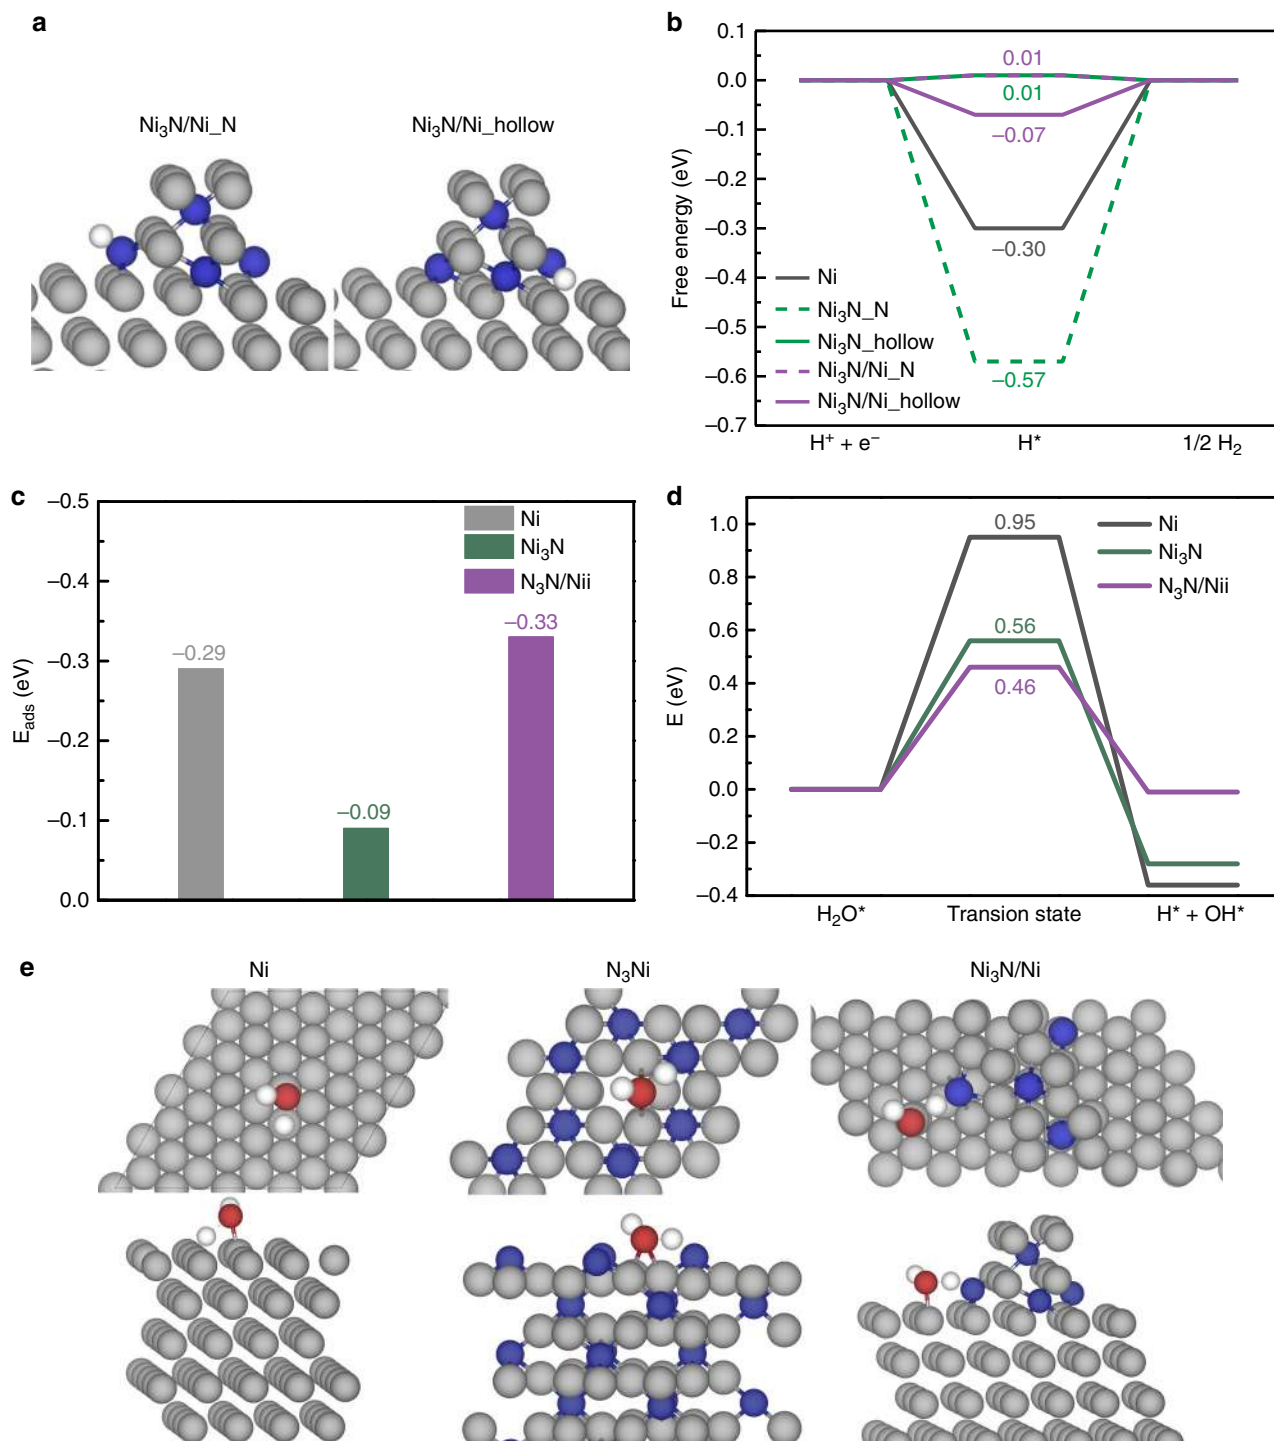 a
Ni₃N/Ni_N
Ni₃N/Ni_hollow
b
Free energy (eV)
0.1
0.0
–0.1
–0.2
–0.3
–0.4
–0.5
–0.6
–0.7
0.01
0.01
–0.07
–0.30
–0.57
Ni
Ni₃N_N
Ni₃N_hollow
Ni₃N/Ni_N
Ni₃N/Ni_hollow
H⁺ + e⁻
H*
1/2 H₂
c
E_ads (eV)
–0.5
–0.4
–0.3
–0.2
–0.1
0.0
–0.29
–0.09
–0.33
Ni
Ni₃N
N₃N/Nii
d
E (eV)
1.0
0.8
0.6
0.4
0.2
0.0
–0.2
–0.4
0.95
0.56
0.46
Ni
Ni₃N
N₃N/Nii
H₂O*
Transion state
H* + OH*
e
Ni
N₃Ni
Ni₃N/Ni